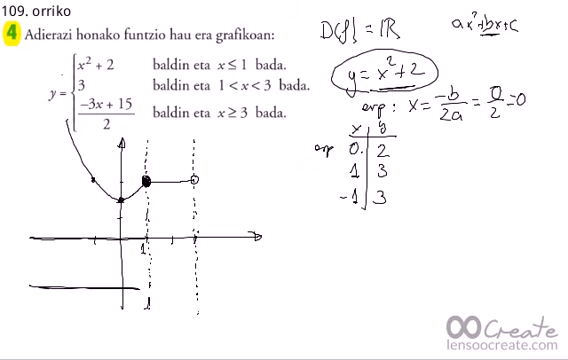 109. orriko
4 Adierazi honako funtzio hau era grafikoan:
y = { x² + 2 baldin eta x ≤ 1 bada.
3 baldin eta 1 < x < 3 bada.
(-3x + 15)/2 baldin eta x ≥ 3 bada.
D(f) = ℝ
ax²+bx+c
y = x²+2
erp: x = -b/2a = 0/2 = 0
x | y
erp 0 | 2
1 | 3
-1 | 3
1
Create
lensoocreate.com